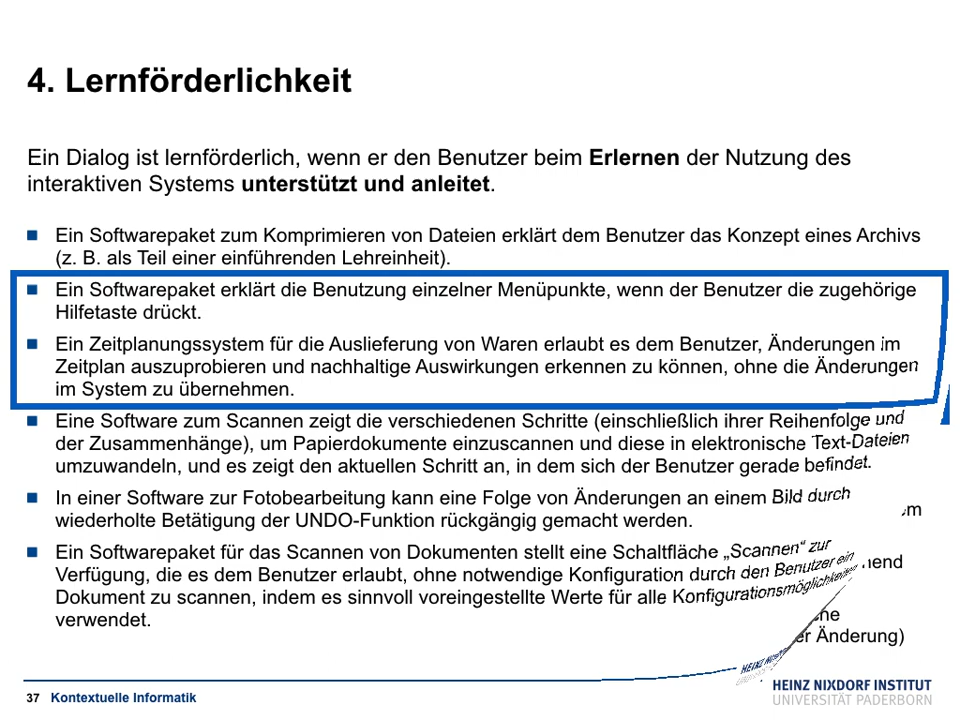 4. Lernförderlichkeit
Ein Dialog ist lernförderlich, wenn er den Benutzer beim Erlernen der Nutzung des
interaktiven Systems unterstützt und anleitet.
Ein Softwarepaket zum Komprimieren von Dateien erklärt dem Benutzer das Konzept eines Archivs
(z. B. als Teil einer einführenden Lehreinheit).
Ein Softwarepaket erklärt die Benutzung einzelner Menüpunkte, wenn der Benutzer die zugehörige
Hilfetaste drückt.
Ein Zeitplanungssystem für die Auslieferung von Waren erlaubt es dem Benutzer, Änderungen im
Zeitplan auszuprobieren und nachhaltige Auswirkungen erkennen zu können, ohne die Änderungen
im System zu übernehmen.
Eine Software zum Scannen zeigt die verschiedenen Schritte (einschließlich ihrer Reihenfolge und
der Zusammenhänge), um Papierdokumente einzuscannen und diese in elektronische Text-Dateien
umzuwandeln, und es zeigt den aktuellen Schritt an, in dem sich der Benutzer gerade befindet.
In einer Software zur Fotobearbeitung kann eine Folge von Änderungen an einem Bild durch
wiederholte Betätigung der UNDO-Funktion rückgängig gemacht werden.
Ein Softwarepaket für das Scannen von Dokumenten stellt eine Schaltfläche „Scannen“ zur
Verfügung, die es dem Benutzer erlaubt, ohne notwendige Konfiguration durch den Benutzer ein
Dokument zu scannen, indem es sinnvoll voreingestellte Werte für alle Konfigurationsmöglichkeiten
verwendet.
Änderung)
37 Kontextuelle Informatik
HEINZ NIXDORF INSTITUT
UNIVERSITÄT PADERBORN